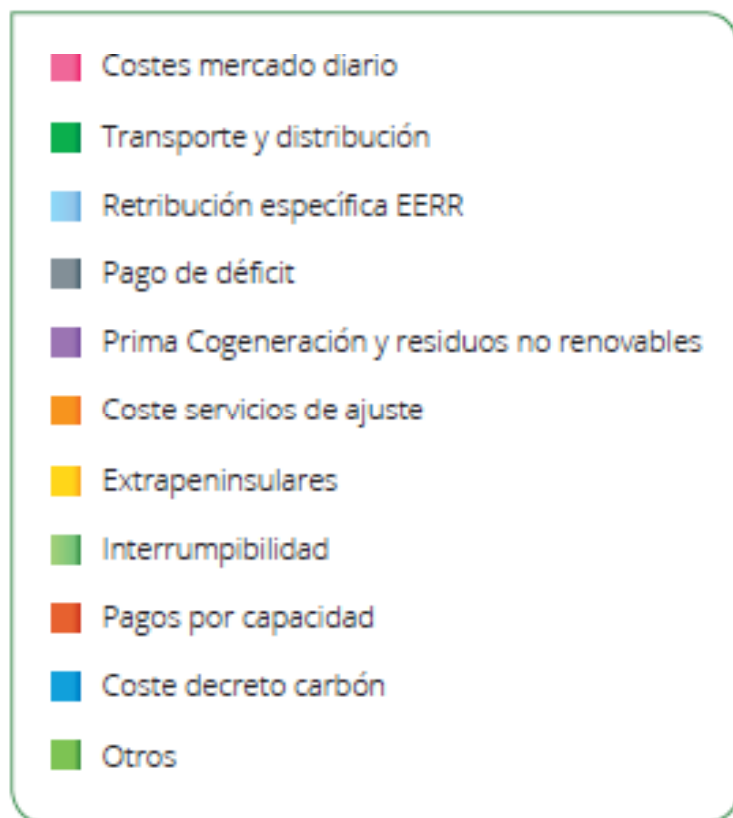 Costes mercado diario
Transporte y distribución
Retribución específica EERR
Pago de déficit
Prima Cogeneración y residuos no renovables
Coste servicios de ajuste
Extrapeninsulares
Interrumpibilidad
Pagos por capacidad
Coste decreto carbón
Otros